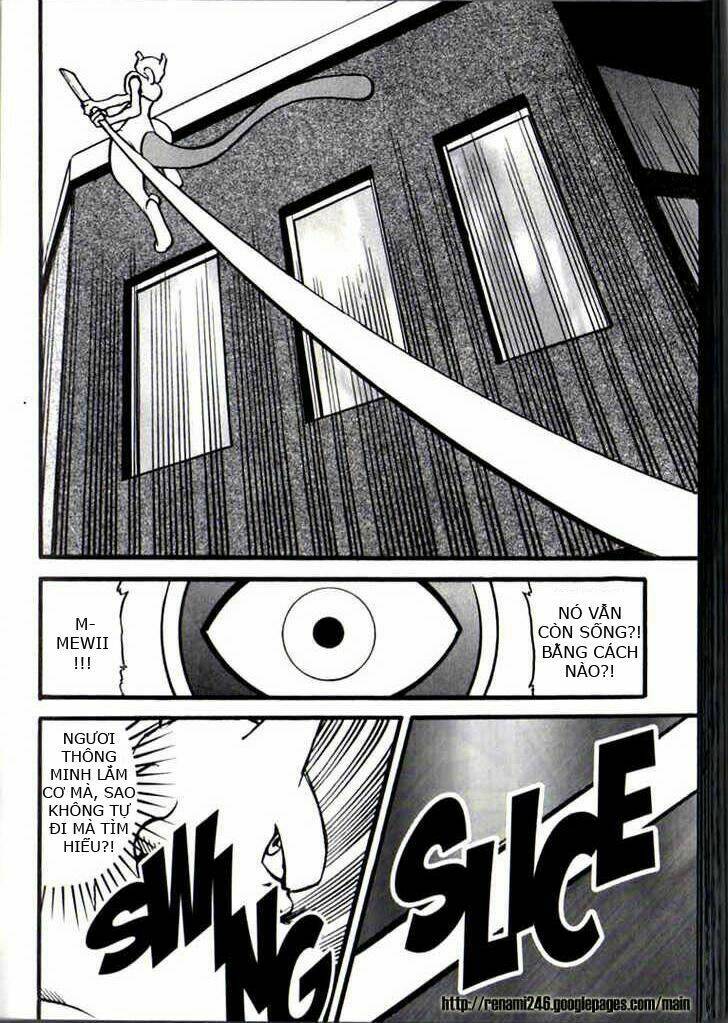 M-
MEWII
!!!
NÓ VẪN
CÒN SỐNG?!
BẰNG CÁCH
NÀO?!
NGƯƠI
THÔNG
MINH LẮM
CƠ MÀ, SAO
KHÔNG TỰ
ĐI MÀ TÌM
HIỂU?!
SWING
SLICE
http://renami246.googlepages.com/main